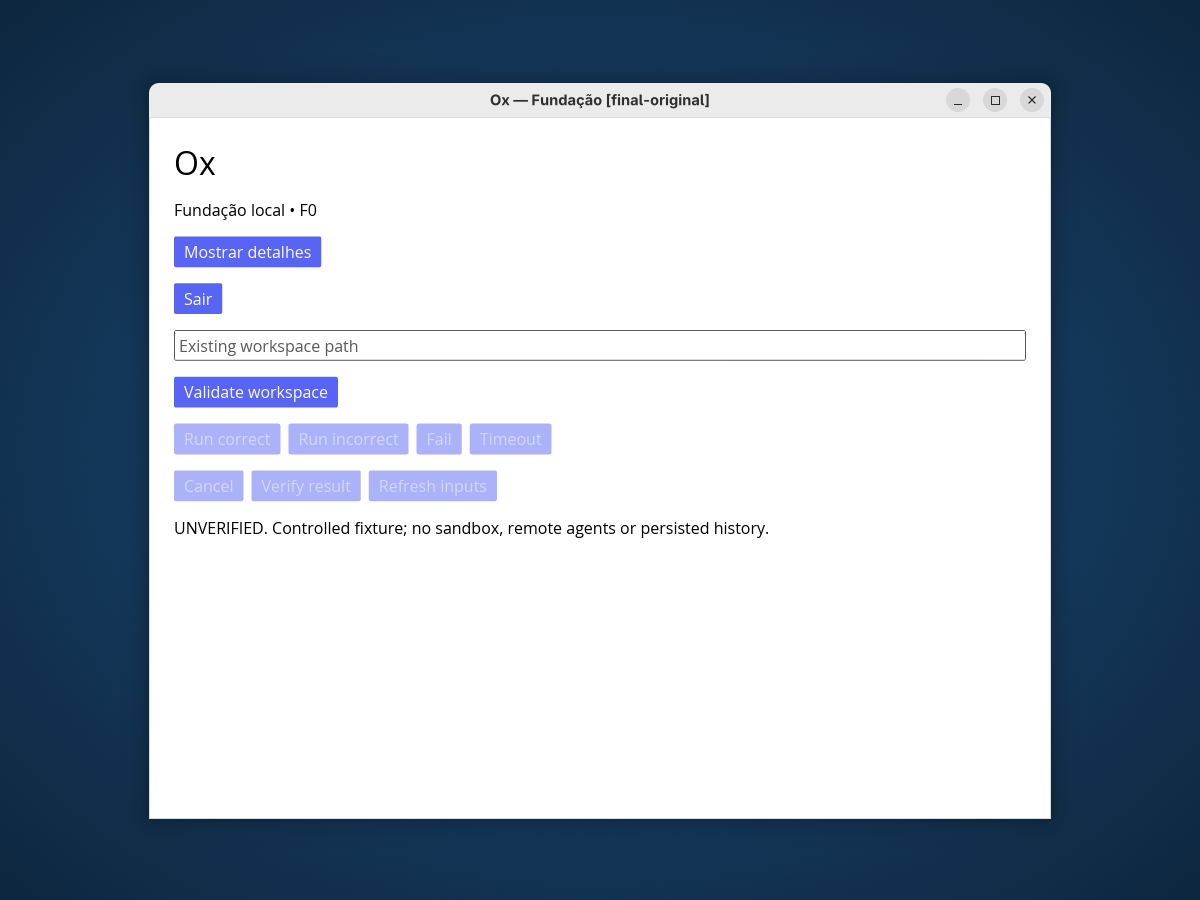 Ox — Fundação [final-original]
Ox
Fundação local • F0
Mostrar detalhes
Sair
Existing workspace path
Validate workspace
Run correct Run incorrect Fail Timeout
Cancel Verify result Refresh inputs
UNVERIFIED. Controlled fixture; no sandbox, remote agents or persisted history.